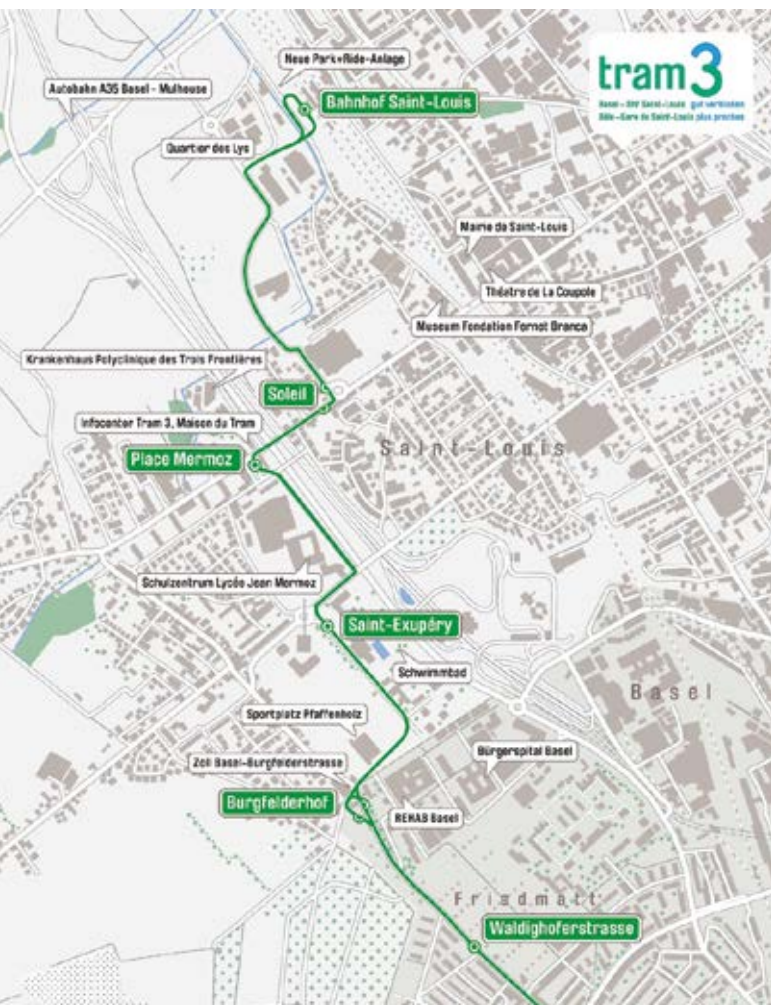 Neue Park+Ride-Anlage
tram3
Basel – Bhf Saint-Louis gut verbinden
Bâle – Gare de Saint-Louis plus proches
Autobahn A35 Basel - Mulhouse
Bahnhof Saint-Louis
Quartier des Lys
Mairie de Saint-Louis
Théatre de La Coupole
Museum Fondation Fernet Branca
Krankenhaus Polyclinique des Trois Frontières
Soleil
Infocenter Tram 3, Maison du Tram
Saint-Louis
Place Mermoz
Schulzentrum Lycée Jean Mermoz
Saint-Exupéry
Schwimmbad
Basel
Sportplatz Pfaffenholz
Bürgerspital Basel
Zoll Basel-Burgfelderstrasse
Burgfelderhof
REHAB Basel
Friedmatt
Waldighoferstrasse